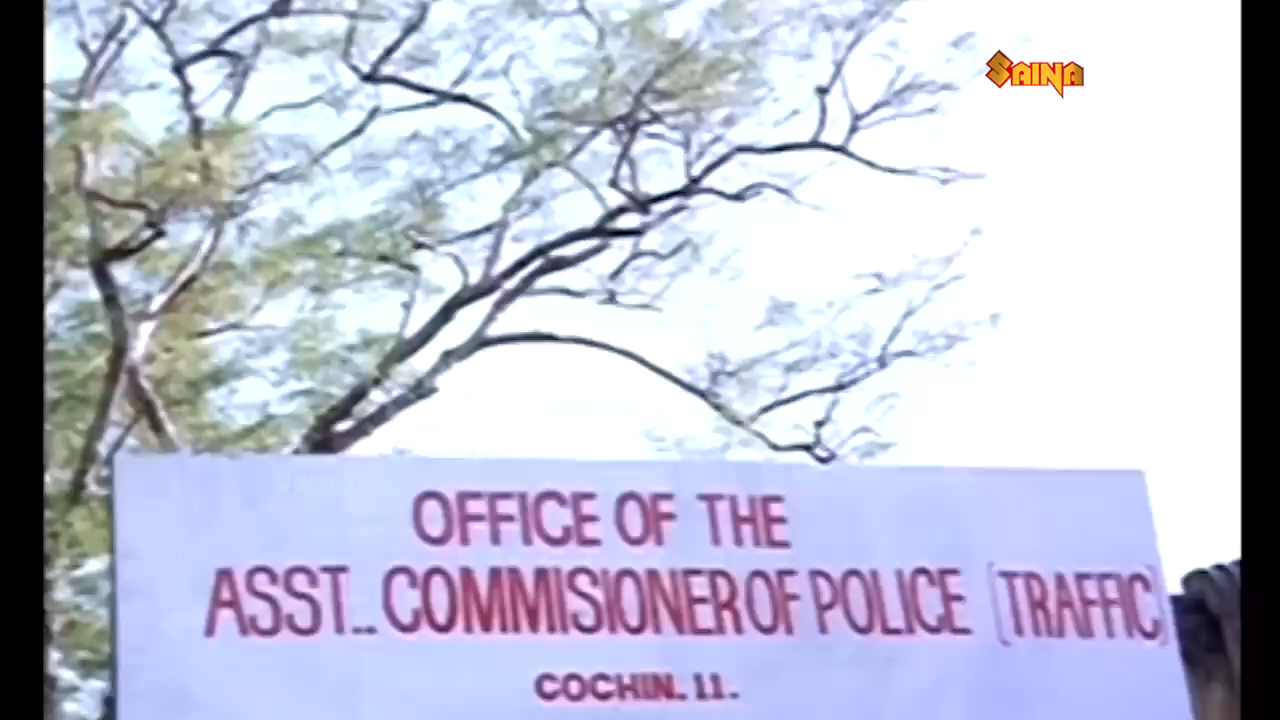 SAINA
OFFICE OF THE
ASST.. COMMISIONER OF POLICE (TRAFFIC)
COCHIN. 11.